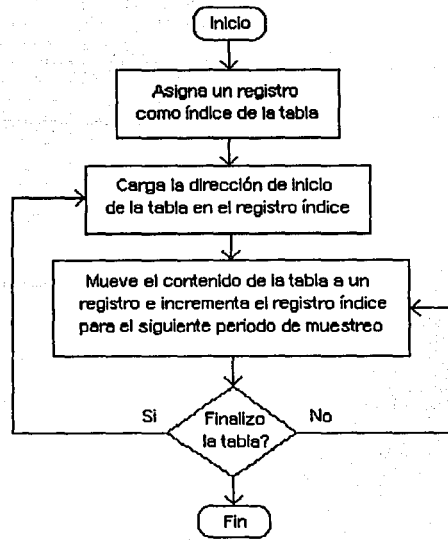 Inicio
Asigna un registro
como índice de la tabla
Carga la dirección de inicio
de la tabla en el registro índice
Mueve el contenido de la tabla a un
registro e incrementa el registro índice
para el siguiente periodo de muestreo
Si
Finalizo
la tabla?
No
Fin